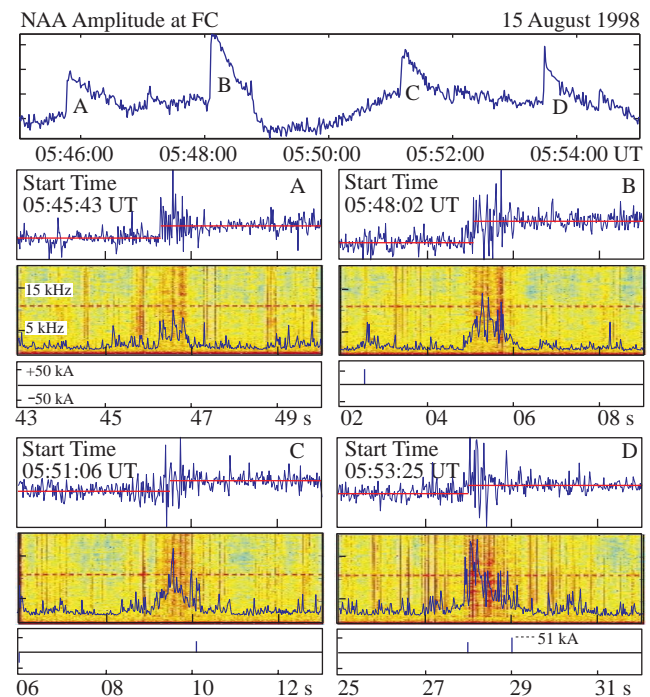 NAA Amplitude at FC 15 August 1998
A B C D
05:46:00 05:48:00 05:50:00 05:52:00 05:54:00 UT
Start Time A
05:45:43 UT
Start Time B
05:48:02 UT
15 kHz
5 kHz
+50 kA
−50 kA
43 45 47 49 s
02 04 06 08 s
Start Time C
05:51:06 UT
Start Time D
05:53:25 UT
51 kA
06 08 10 12 s
25 27 29 31 s